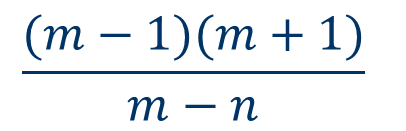 (m − 1)(m + 1)
m − n